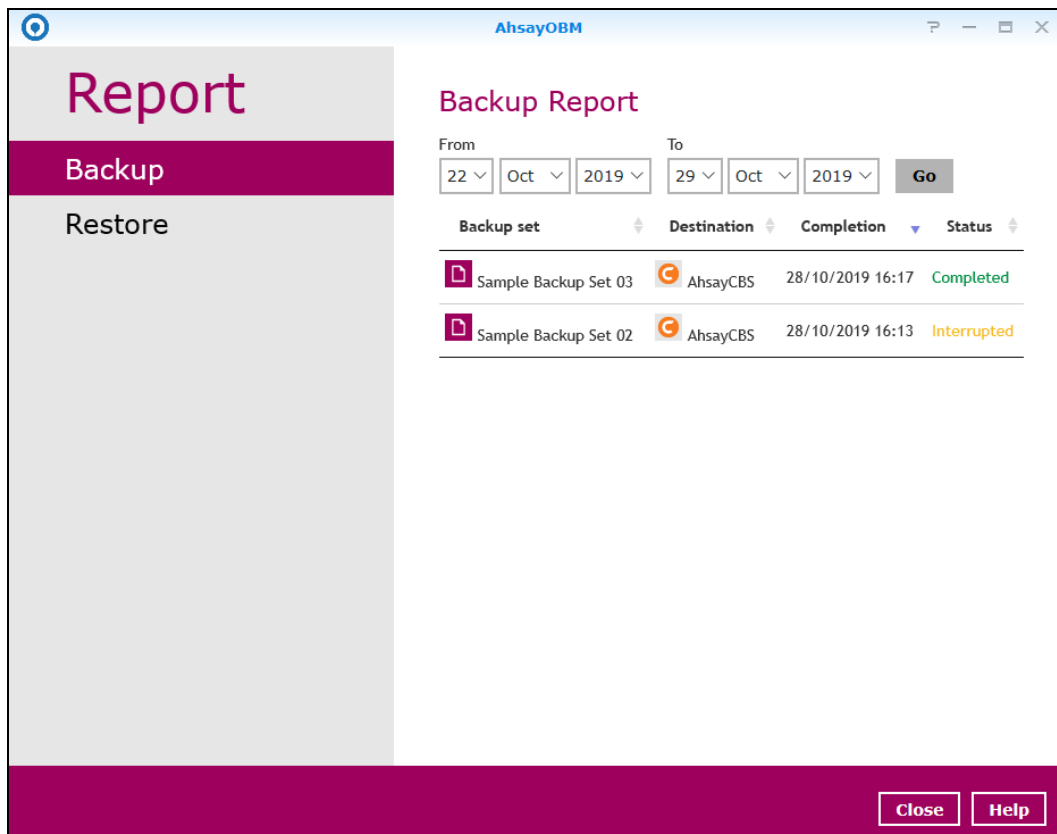 AhsayOBM
Report
Backup
Restore
Backup Report
From To
22 Oct 2019 29 Oct 2019 Go
Backup set Destination Completion Status
Sample Backup Set 03 AhsayCBS 28/10/2019 16:17 Completed
Sample Backup Set 02 AhsayCBS 28/10/2019 16:13 Interrupted
Close Help